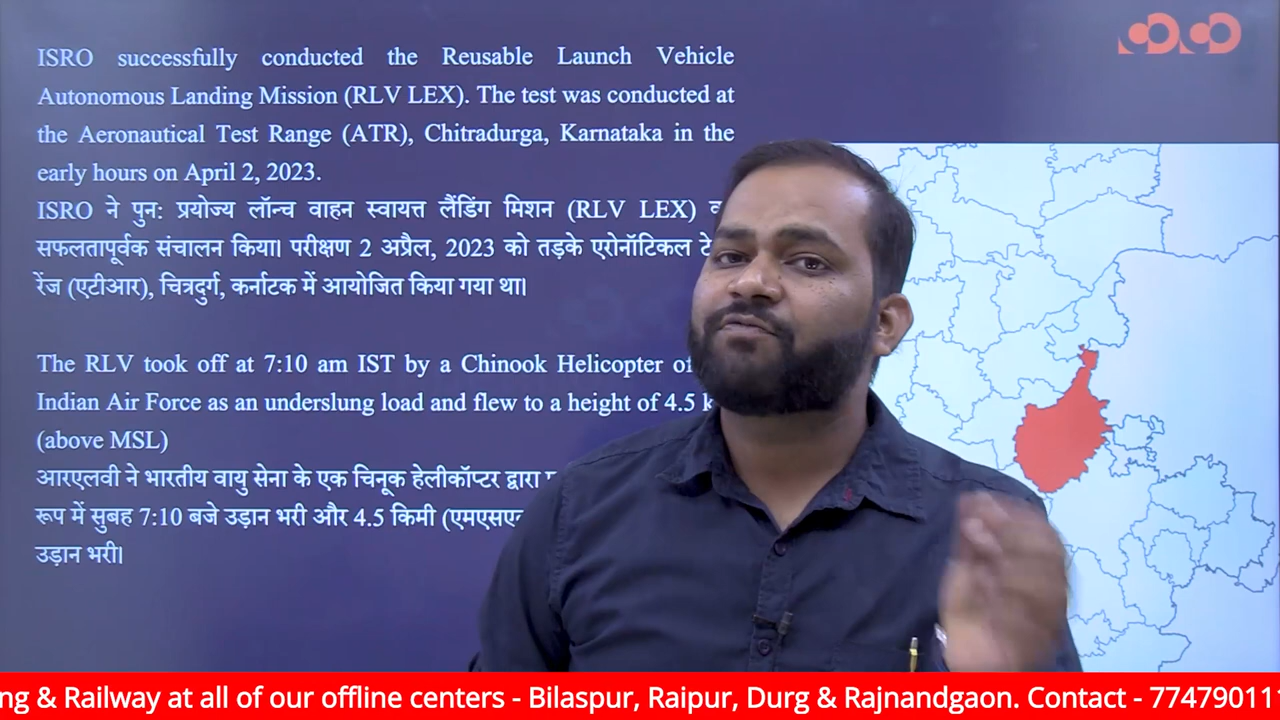 ISRO successfully conducted the Reusable Launch Vehicle
Autonomous Landing Mission (RLV LEX). The test was conducted at
the Aeronautical Test Range (ATR), Chitradurga, Karnataka in the
early hours on April 2, 2023.
ISRO ने पुन: प्रयोज्य लॉन्च वाहन स्वायत्त लैंडिंग मिशन (RLV LEX)
सफलतापूर्वक संचालन किया। परीक्षण 2 अप्रैल, 2023 को तड़के एरोनॉटिकल
रेंज (एटीआर), चित्रदुर्ग, कर्नाटक में आयोजित किया गया था।
The RLV took off at 7:10 am IST by a Chinook Helicopter of
Indian Air Force as an underslung load and flew to a height of 4.5
(above MSL)
आरएलवी ने भारतीय वायु सेना के एक चिनूक हेलीकॉप्टर द्वारा
रूप में सुबह 7:10 बजे उड़ान भरी और 4.5 किमी
उड़ान भरी।
& Railway at all of our offline centers - Bilaspur, Raipur, Durg & Rajnandgaon. Contact -